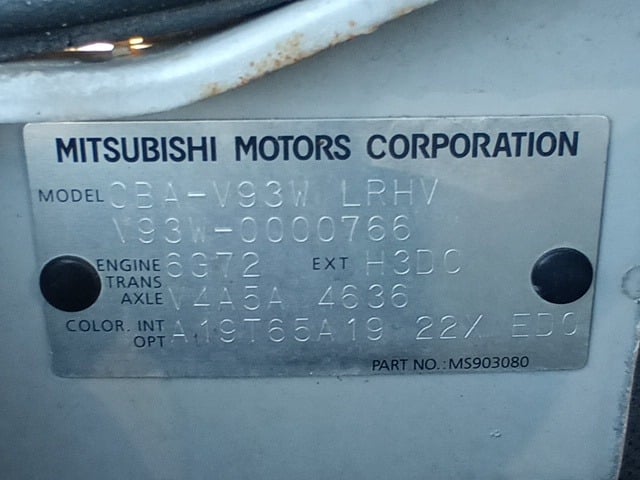 MITSUBISHI MOTORS CORPORATION
MODEL CBA-V93W LRHV
V93W-0000766
ENGINE 6G72 EXT H3DC
TRANS
AXLE V4A5A 4636
COLOR. INT
OPT A19T65A19 22X ED0
PART NO.: MS903080